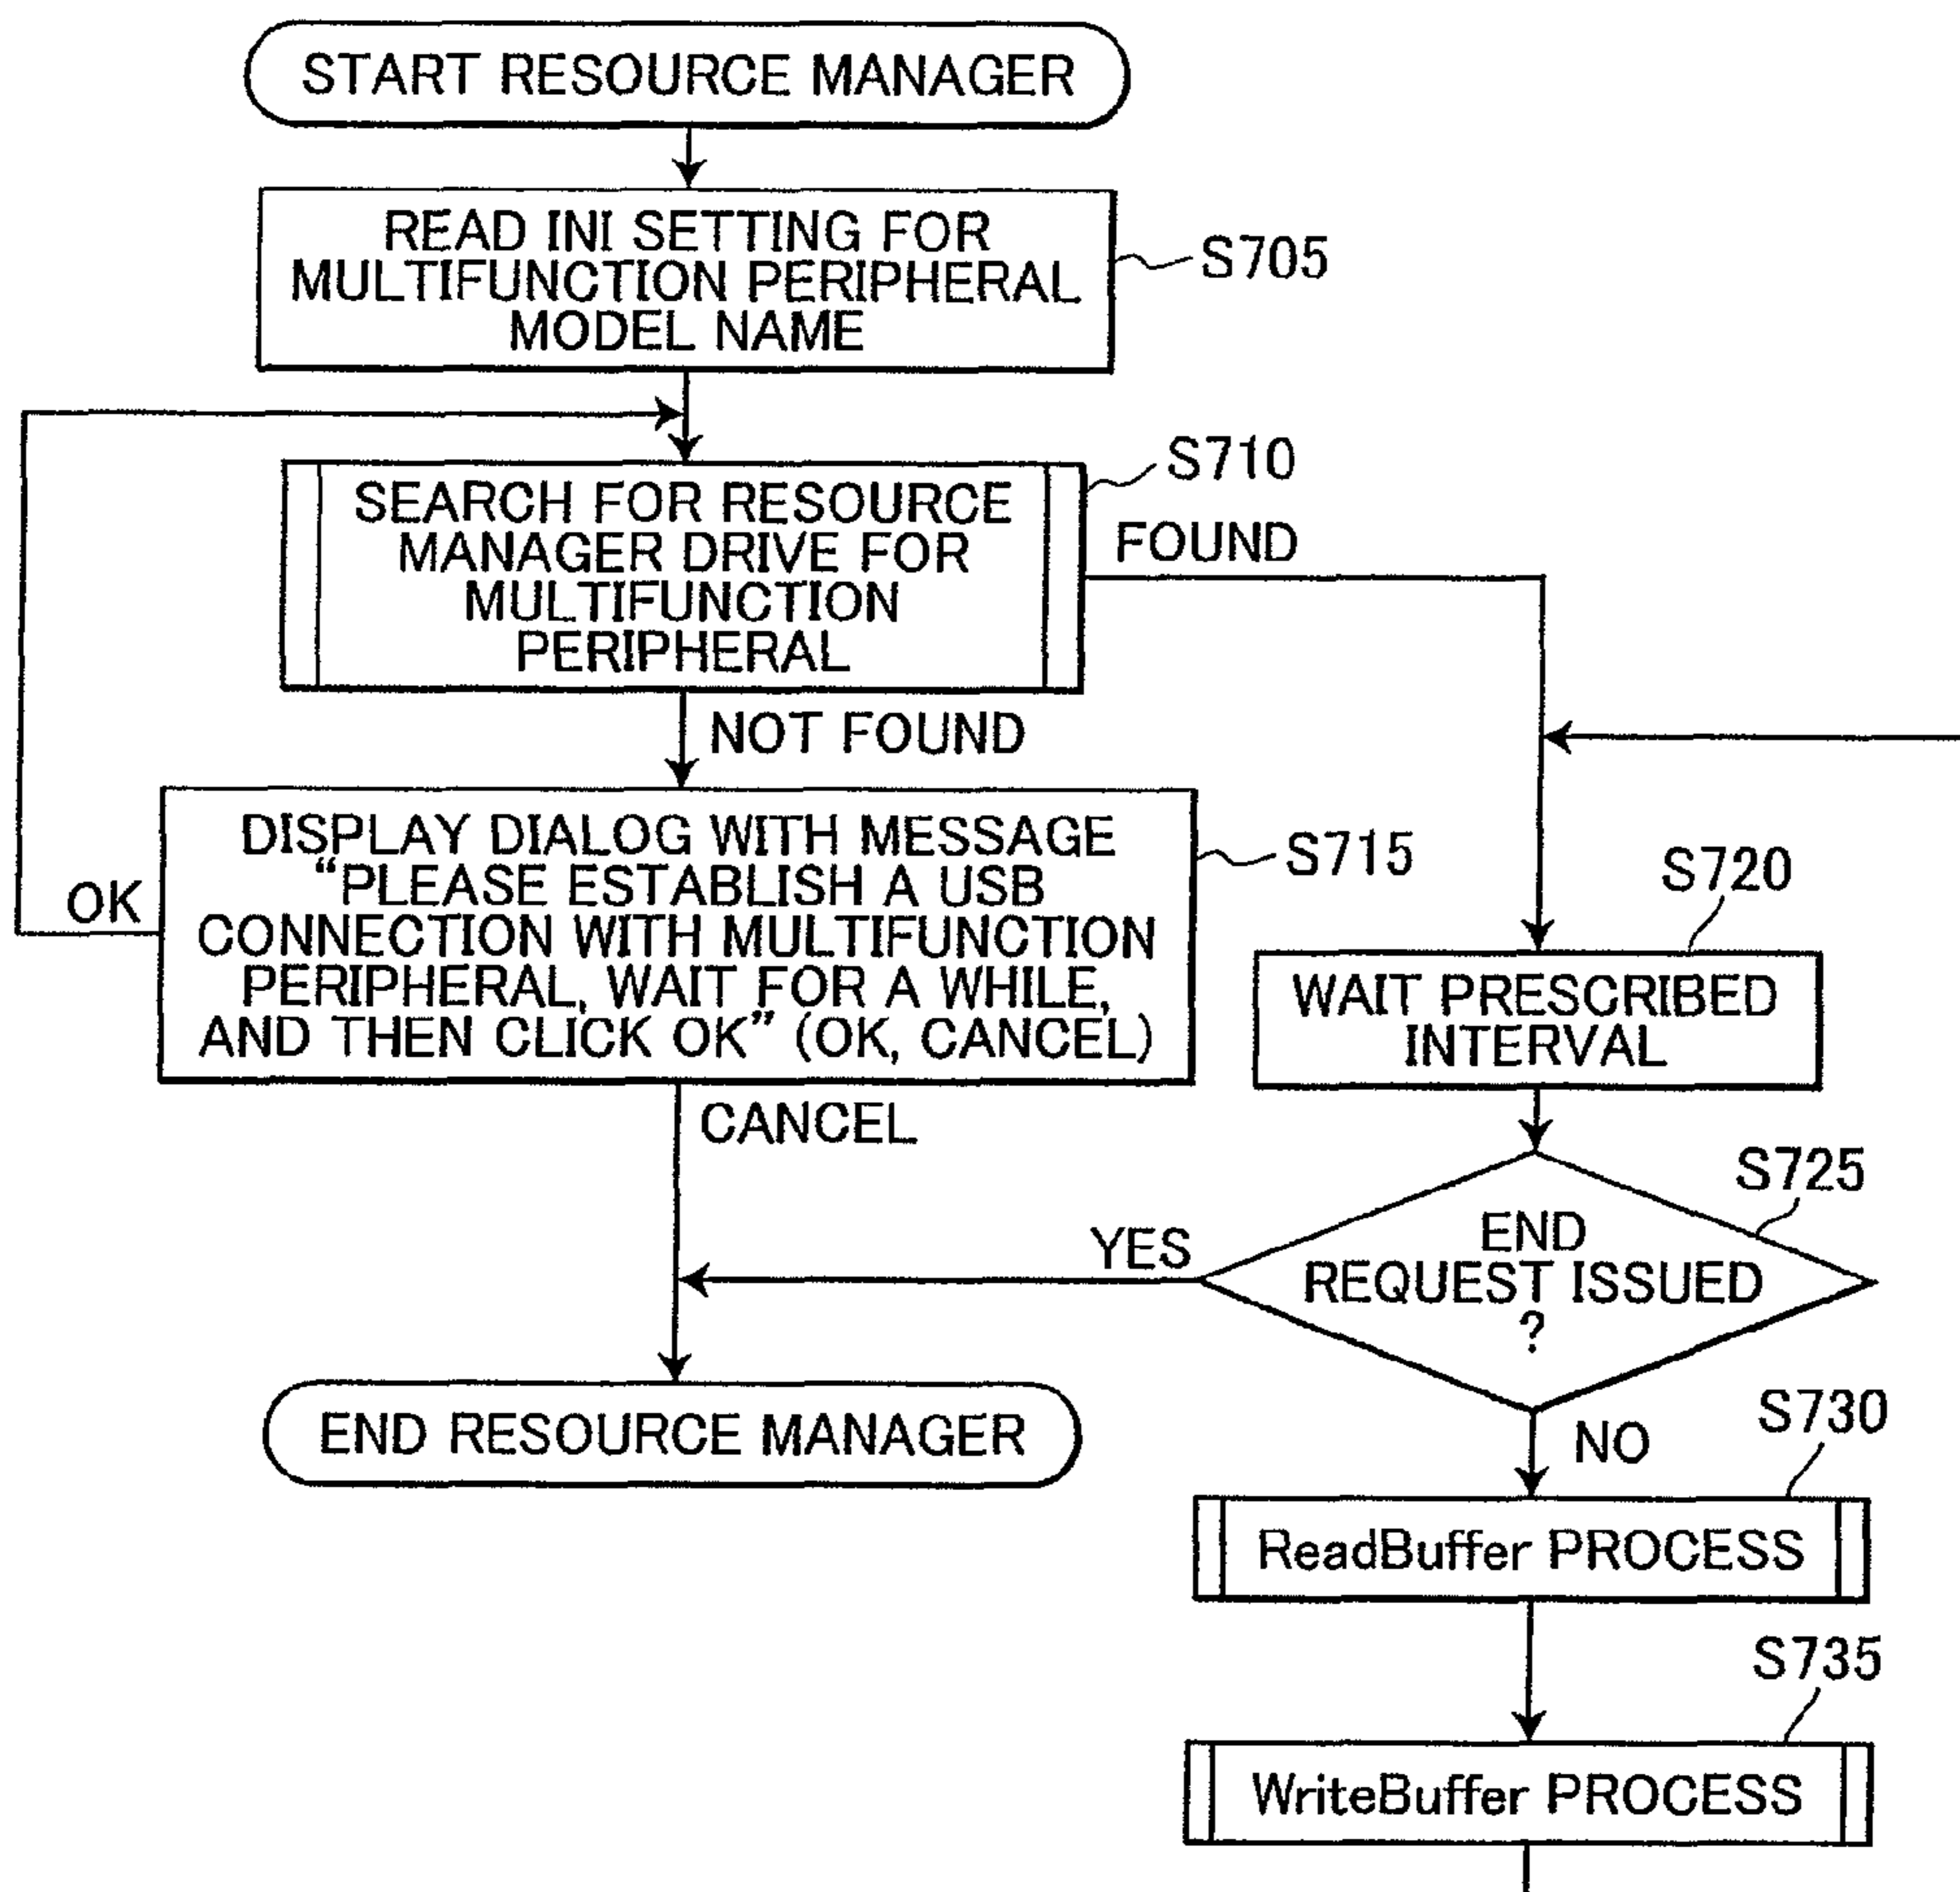 START RESOURCE MANAGER
READ INI SETTING FOR
MULTIFUNCTION PERIPHERAL
MODEL NAME
S705
S710
SEARCH FOR RESOURCE
MANAGER DRIVE FOR
MULTIFUNCTION
PERIPHERAL
FOUND
NOT FOUND
DISPLAY DIALOG WITH MESSAGE
“PLEASE ESTABLISH A USB
CONNECTION WITH MULTIFUNCTION
PERIPHERAL, WAIT FOR A WHILE,
AND THEN CLICK OK” (OK, CANCEL)
S715
OK
CANCEL
S720
WAIT PRESCRIBED
INTERVAL
S725
END
REQUEST ISSUED
?
YES
NO
END RESOURCE MANAGER
S730
ReadBuffer PROCESS
S735
WriteBuffer PROCESS